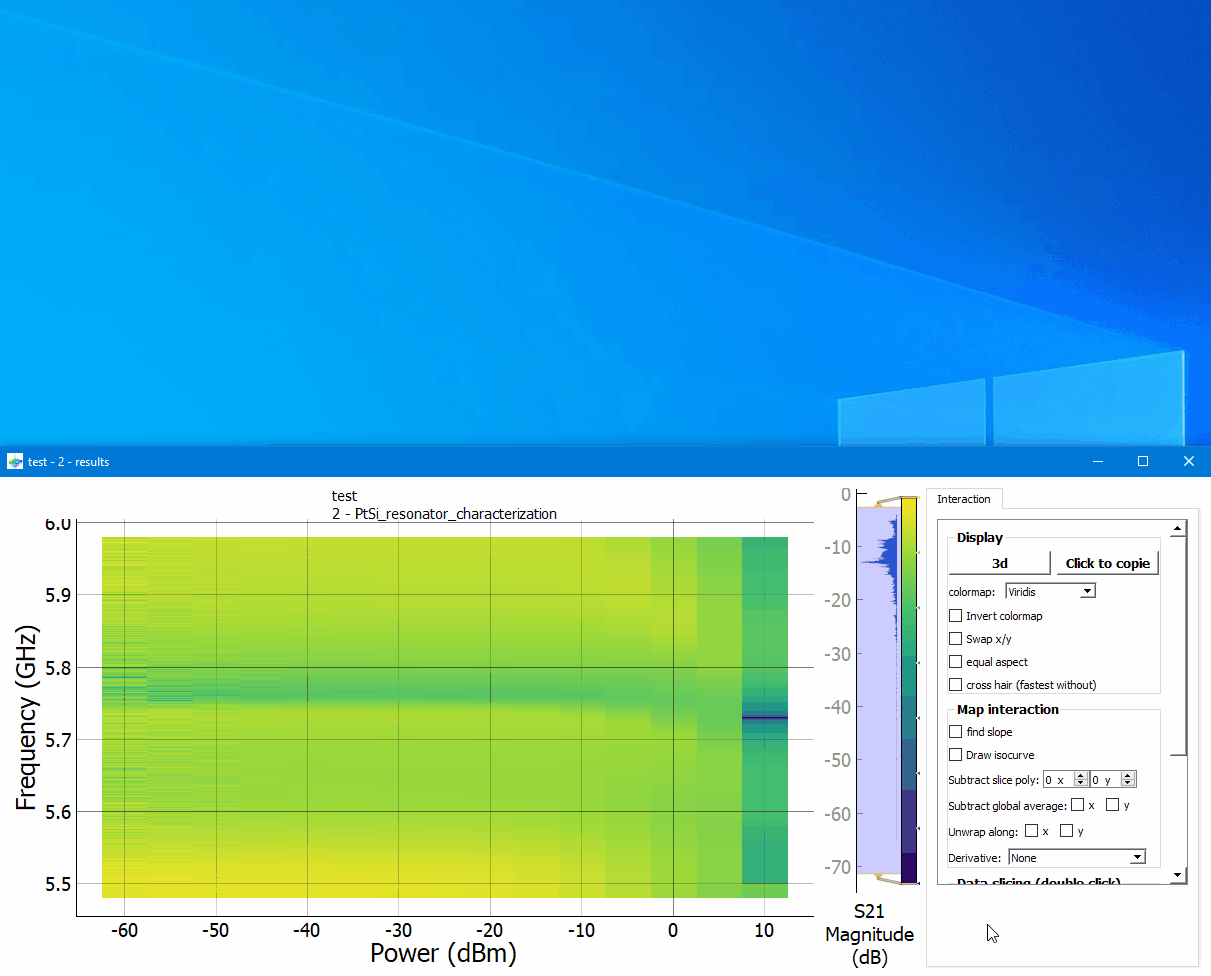 test - 2 - results
test
2 - PtSi_resonator_characterization
6.0
5.9
5.8
5.7
5.6
5.5
Frequency (GHz)
-60 -50 -40 -30 -20 -10 0 10
Power (dBm)
0
-10
-20
-30
-40
-50
-60
-70
S21
Magnitude
(dB)
Interaction
Display
3d Click to copie
colormap: Viridis
Invert colormap
Swap x/y
equal aspect
cross hair (fastest without)
Map interaction
find slope
Draw isocurve
Subtract slice poly: 0 x 0 y
Subtract global average: x y
Unwrap along: x y
Derivative: None
Data slicing (double click)